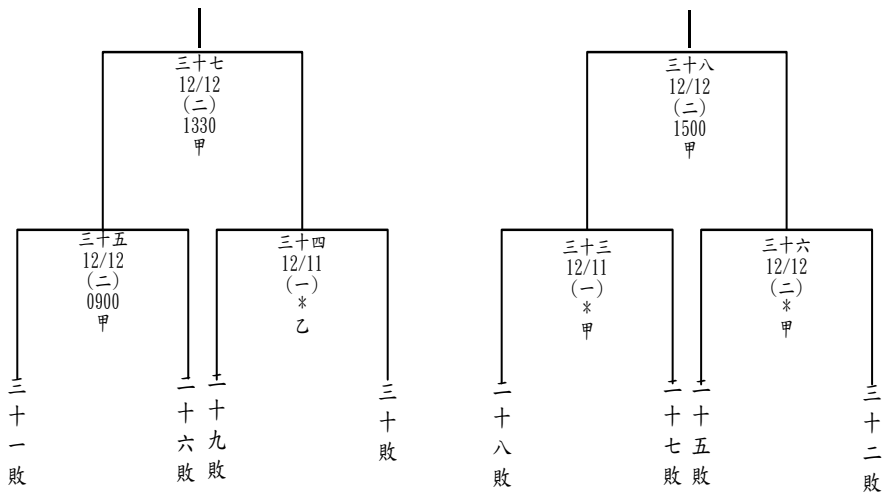 三十七
12/12
(二)
1330
甲
三十八
12/12
(二)
1500
甲
三十五
12/12
(二)
0900
甲
三十四
12/11
(一)
*
乙
三十三
12/11
(一)
*
甲
三十六
12/12
(二)
*
甲
三十一敗
二十六敗
二十九敗
三十敗
二十八敗
二十七敗
二十五敗
三十二敗